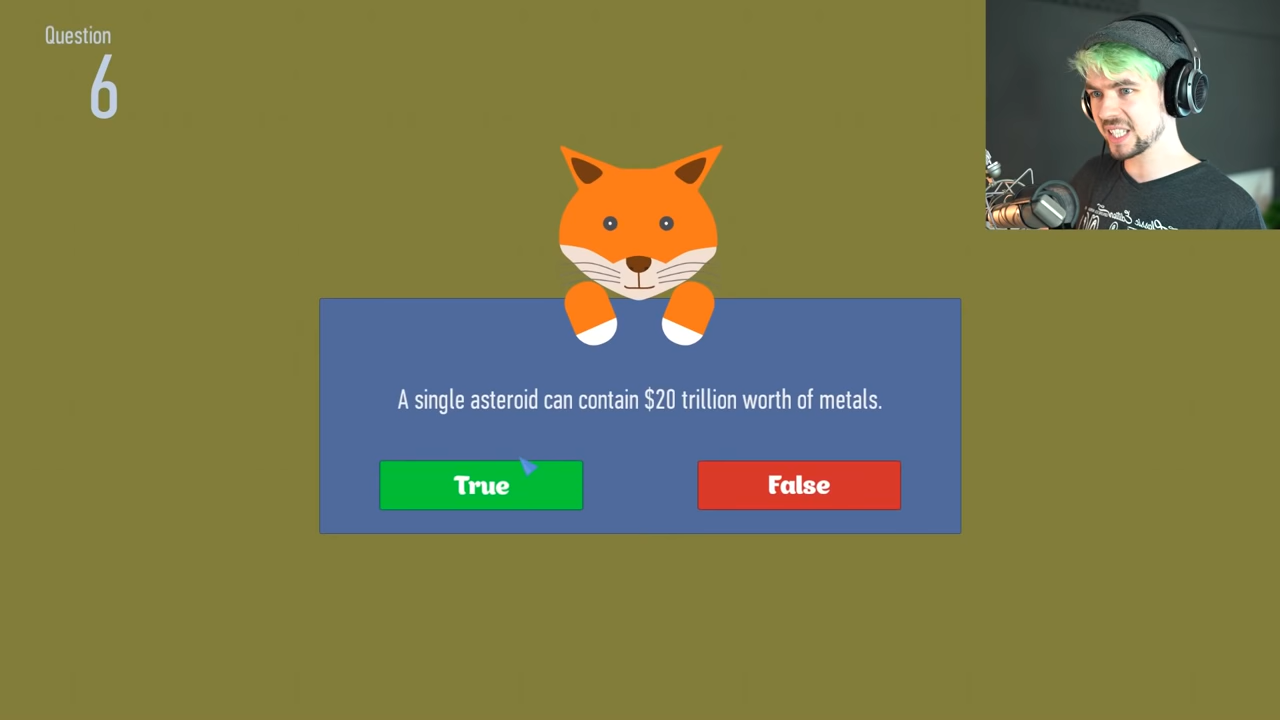 Question
6
A single asteroid can contain $20 trillion worth of metals.
True
False